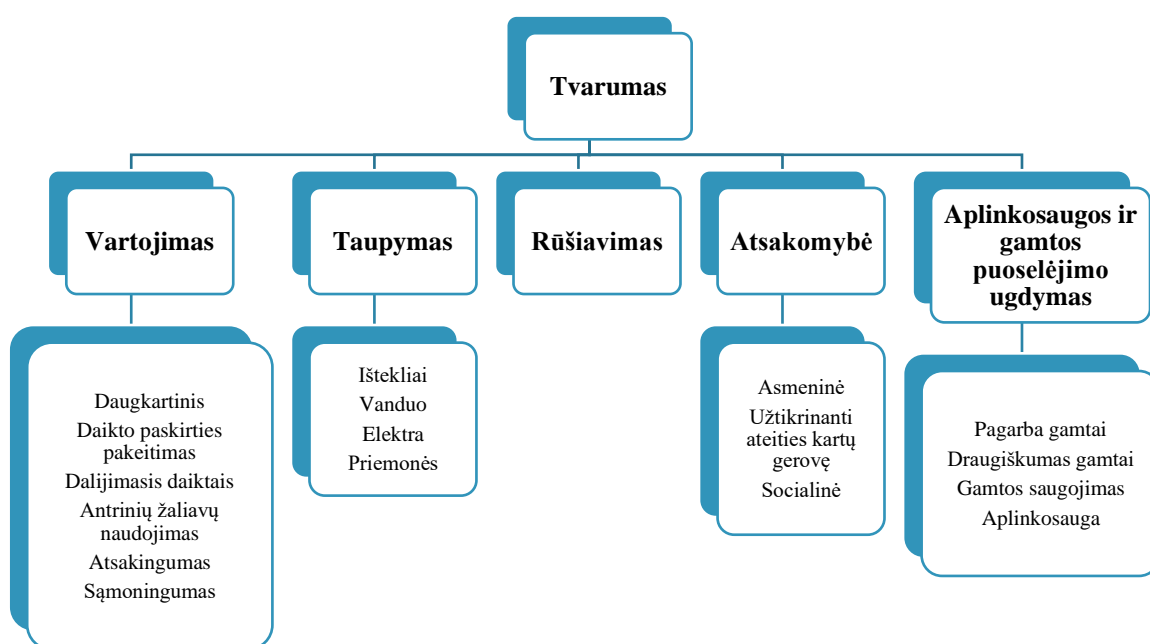 Tvarumas
Vartojimas
Taupymas
Rūšiavimas
Atsakomybė
Aplinkosaugos ir
gamtos
puoselėjimo
ugdymas
Daugkartinis
Daikto paskirties
pakeitimas
Dalijimasis daiktais
Antrinių žaliavų
naudojimas
Atsakingumas
Sąmoningumas
Ištekliai
Vanduo
Elektra
Priemonės
Asmeninė
Užtikrinanti
ateities kartų
gerovę
Socialinė
Pagarba gamtai
Draugiškumas gamtai
Gamtos saugojimas
Aplinkosauga